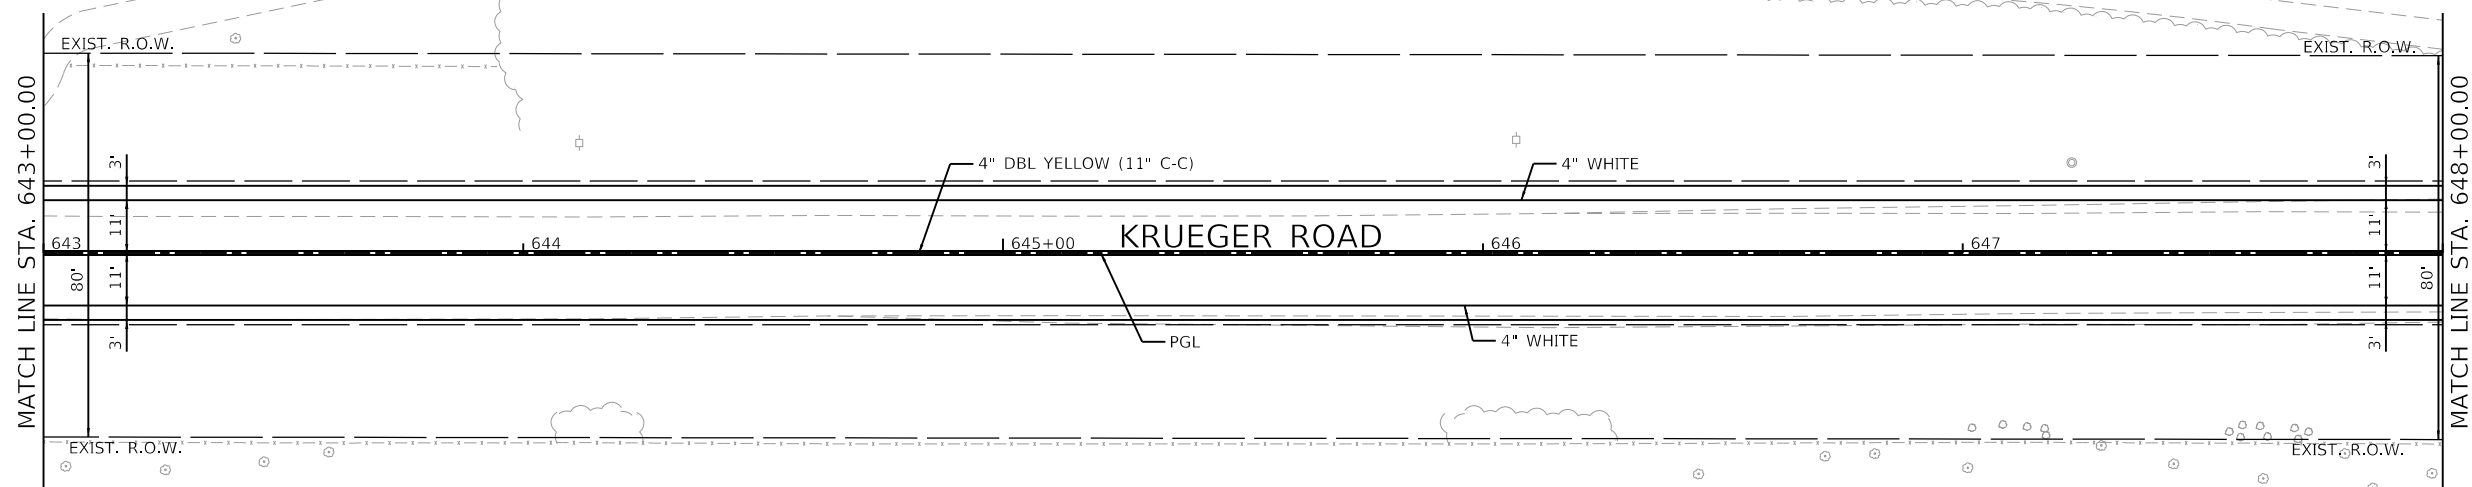 EXIST. R.O.W.
EXIST. R.O.W.
MATCH LINE STA. 643+00.00
MATCH LINE STA. 648+00.00
3'
4" DBL YELLOW (11" C-C)
4" WHITE
3'
11'
11'
643
644
645+00
KRUEGER ROAD
646
647
80'
11'
11'
80'
3'
PGL
4" WHITE
3'
EXIST. R.O.W.
EXIST. R.O.W.